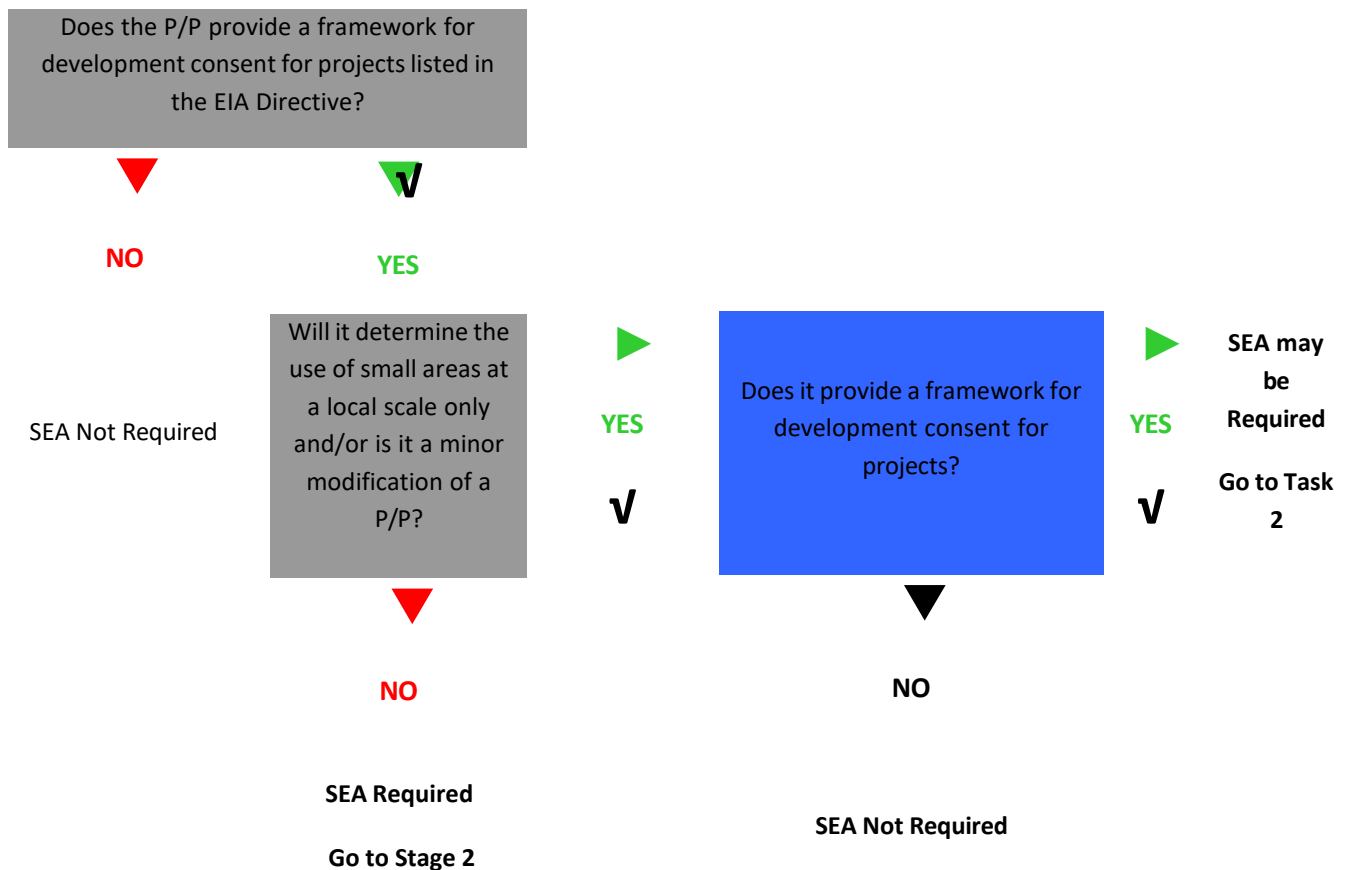 Does the P/P provide a framework for
development consent for projects listed in
the EIA Directive?
√
NO
YES
SEA Not Required
Will it determine the
use of small areas at
a local scale only
and/or is it a minor
modification of a
P/P?
YES
√
Does it provide a framework for
development consent for
projects?
YES
√
SEA may
be
Required
Go to Task
2
NO
NO
SEA Required
Go to Stage 2
SEA Not Required